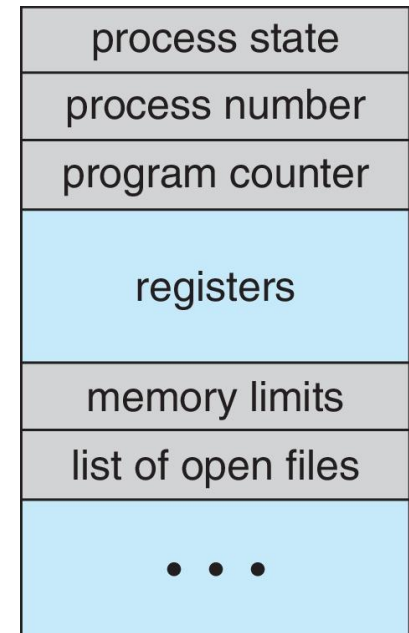 process state
process number
program counter
registers
memory limits
list of open files
• • •